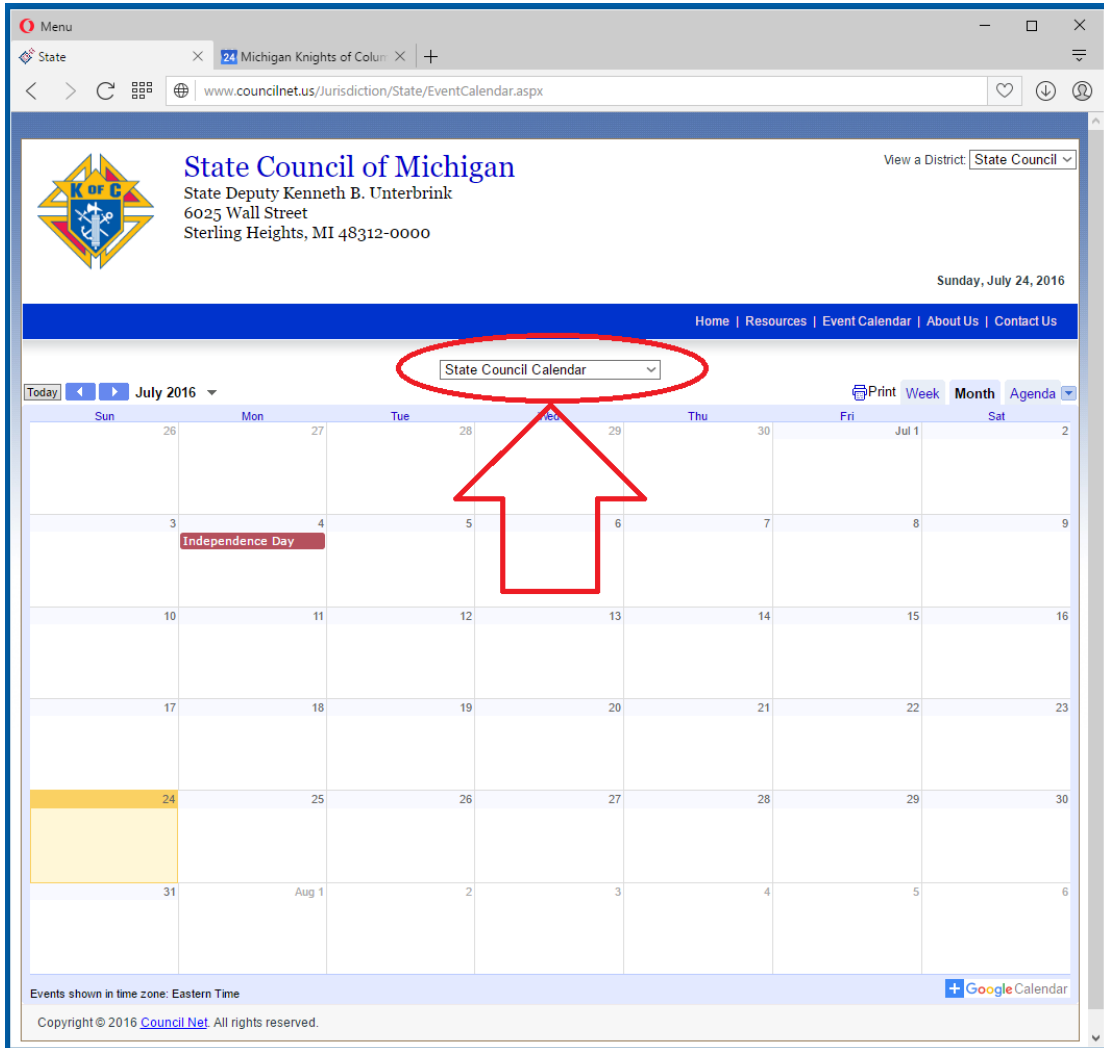 Menu
State
24 Michigan Knights of Colum
www.councilnet.us/Jurisdiction/State/EventCalendar.aspx
View a District: State Council
K OF C
State Council of Michigan
State Deputy Kenneth B. Unterbrink
6025 Wall Street
Sterling Heights, MI 48312-0000
Sunday, July 24, 2016
Home | Resources | Event Calendar | About Us | Contact Us
State Council Calendar
Today July 2016 Print Week Month Agenda
Sun Mon Tue Wed Thu Fri Sat
26 27 28 29 30 Jul 1 2
3 4 5 6 7 8 9
Independence Day
10 11 12 13 14 15 16
17 18 19 20 21 22 23
24 25 26 27 28 29 30
31 Aug 1 2 3 4 5 6
Events shown in time zone: Eastern Time
+ Google Calendar
Copyright © 2016 Council Net. All rights reserved.